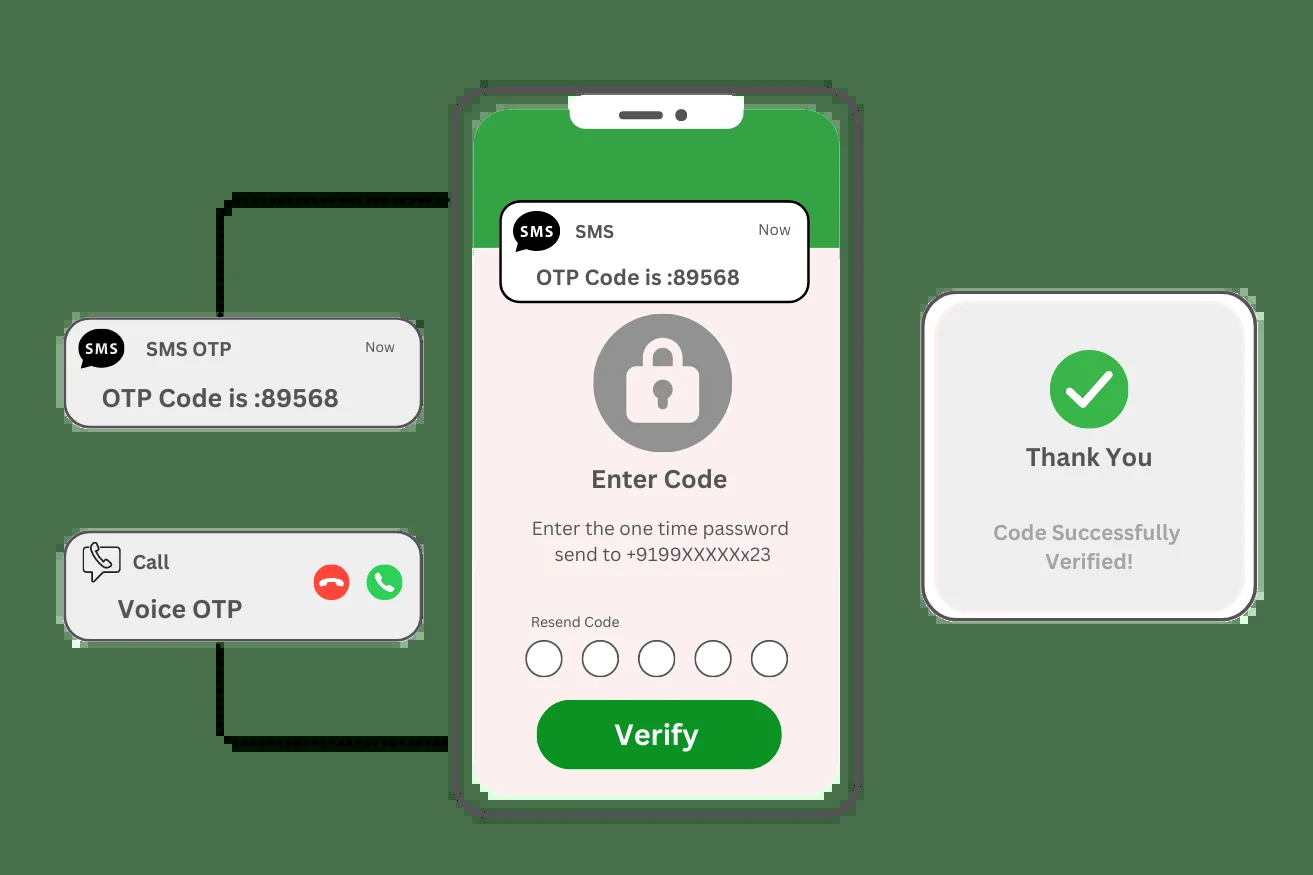 SMS SMS OTP Now
OTP Code is :89568
Call
Voice OTP
SMS SMS Now
OTP Code is :89568
Enter Code
Enter the one time password
send to +9199XXXXXx23
Resend Code
Verify
Thank You
Code Successfully
Verified!